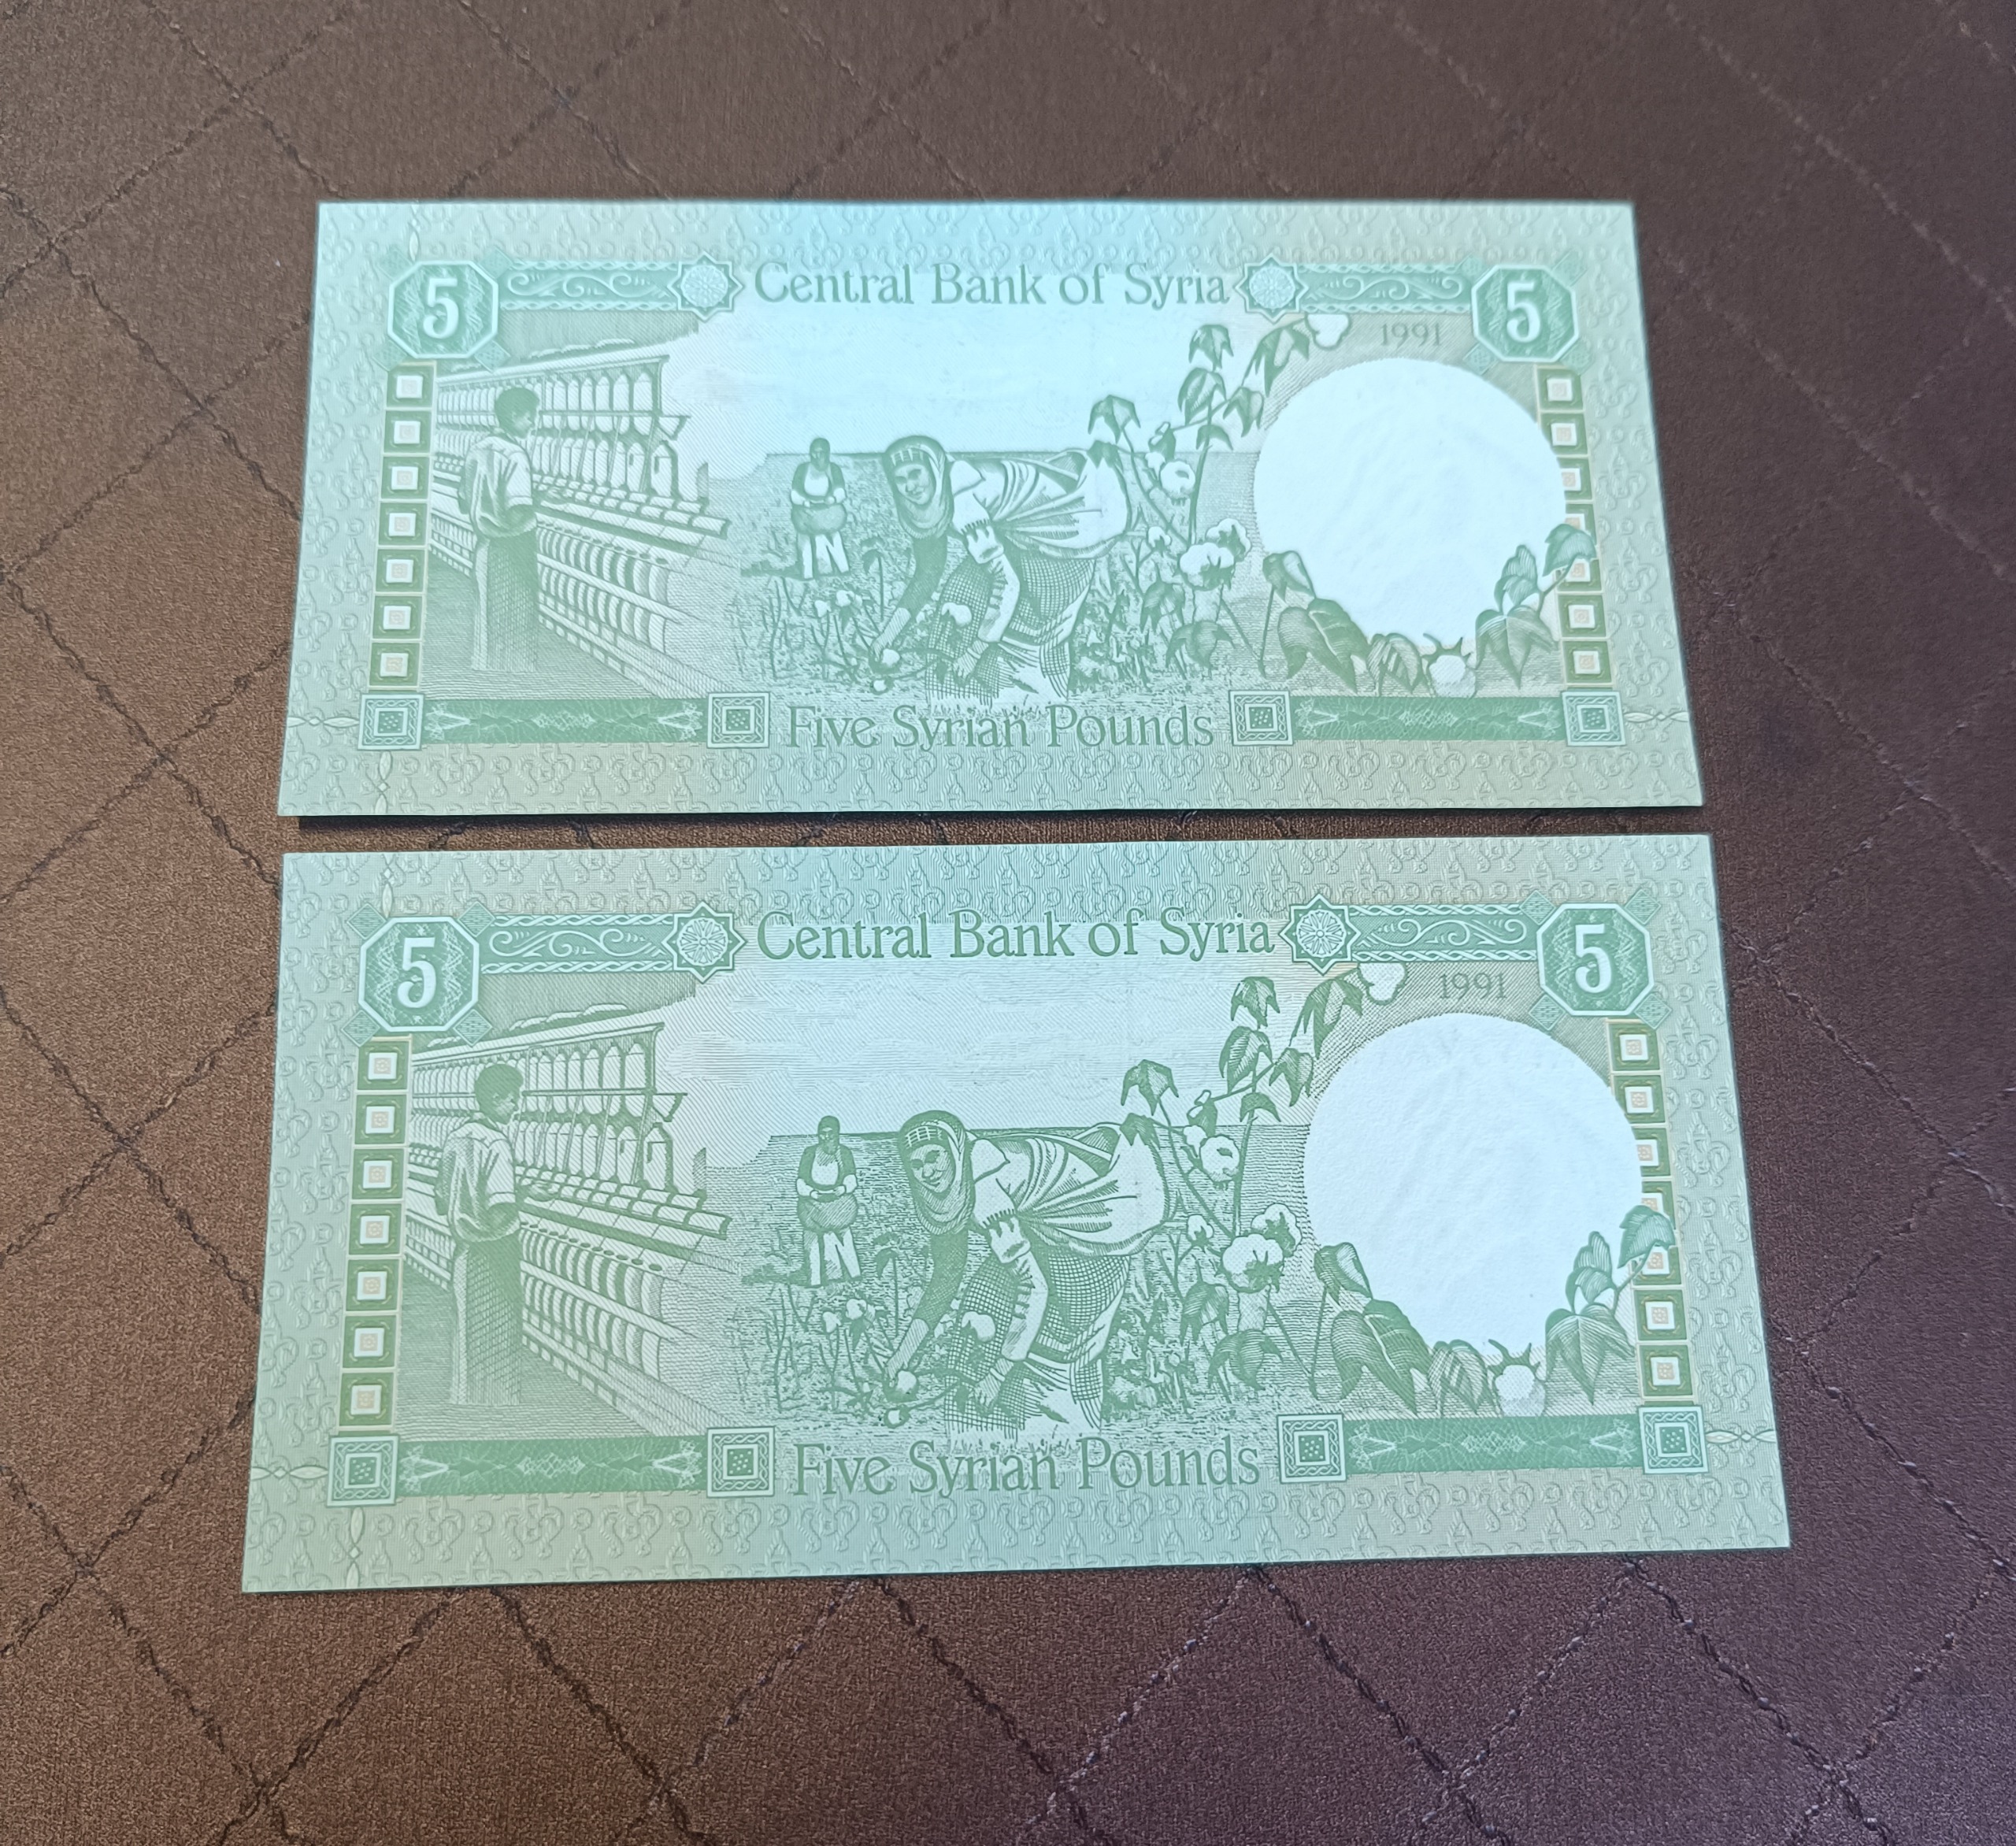 5 Central Bank of Syria 5
1991
Five Syrian Pounds
5 Central Bank of Syria 5
1991
Five Syrian Pounds